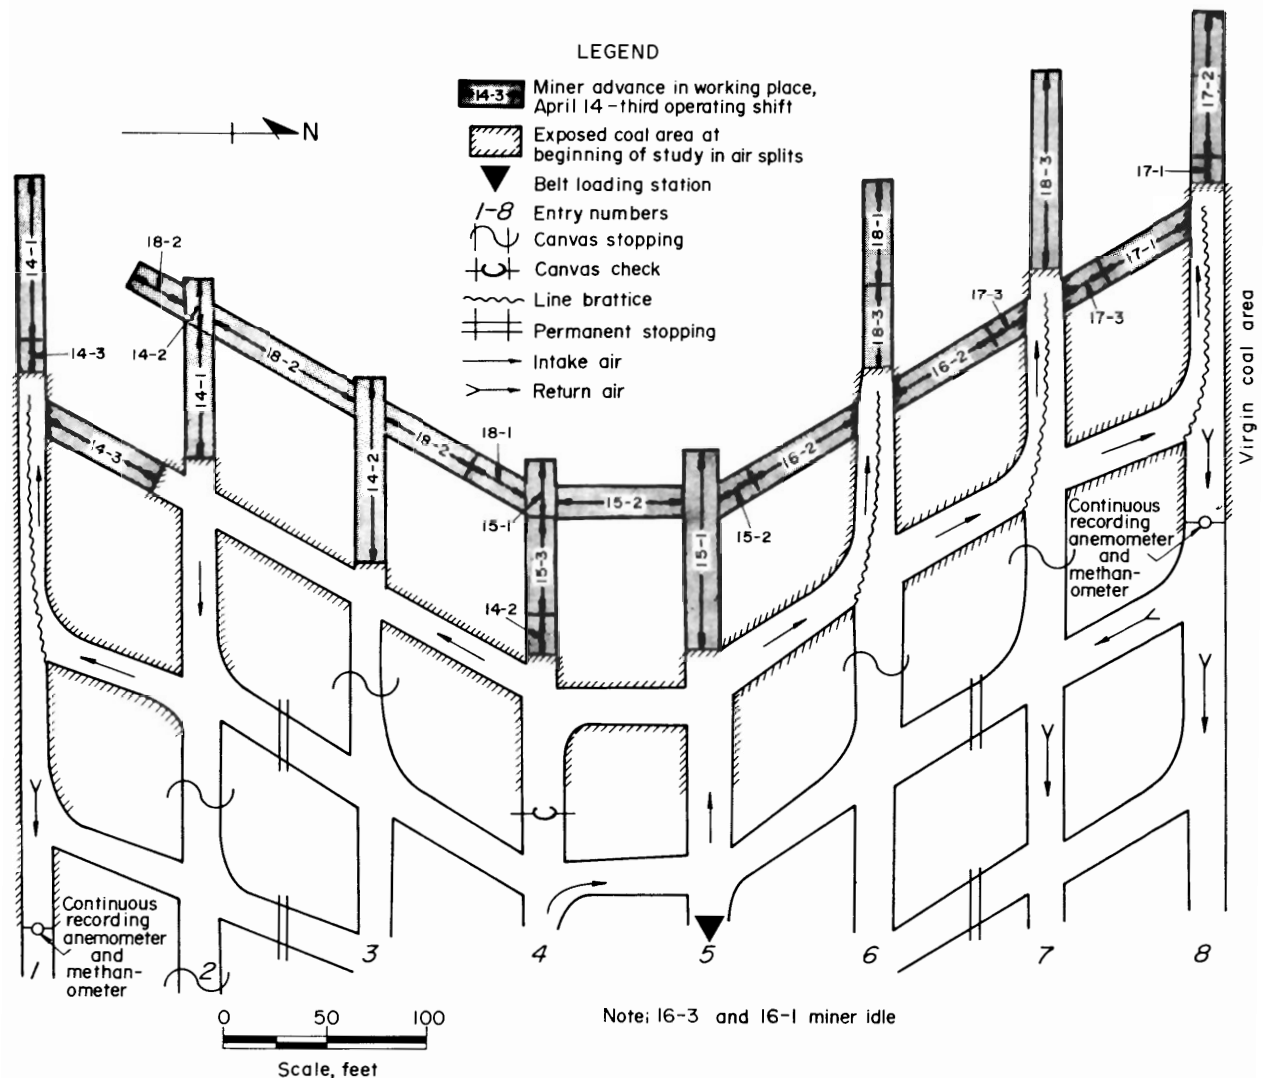 LEGEND
14-3
Miner advance in working place,
April 14-third operating shift
Exposed coal area at
beginning of study in air splits
Belt loading station
1-8
Entry numbers
Canvas stopping
Canvas check
Line brattice
Permanent stopping
Intake air
Return air
N
17-2
17-1
18-3
17-1
17-3
17-3
18-1
18-3
16-2
14-1
14-3
18-2
14-2
14-1
18-2
14-3
14-2
18-2
18-1
15-1
15-2
15-3
14-2
15-1
16-2
15-2
Virgin coal area
Continuous
recording
anemometer
and
methan-
ometer
Continuous
recording
anemometer
and
methan-
ometer
1
2
3
4
5
6
7
8
0 50 100
Scale, feet
Note; 16-3 and 16-1 miner idle